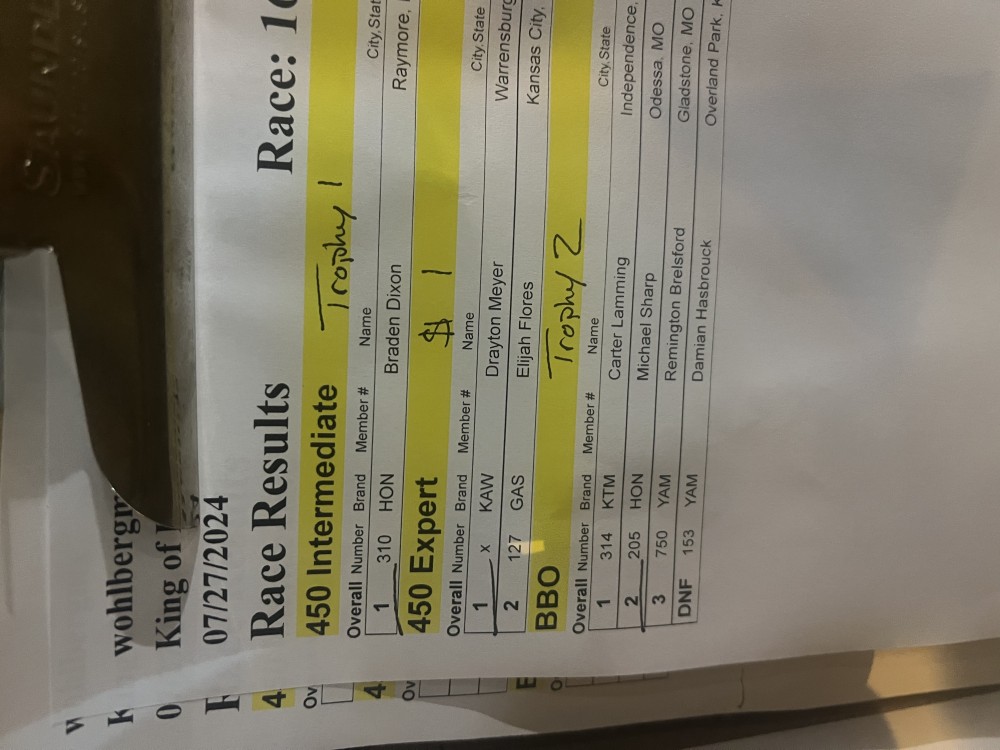 SAUNDE
wohlbergm
King of
07/27/2024
Race Results Race: 16
450 Intermediate Trophy 1
Overall Number Brand Member # Name City,State
1 310 HON Braden Dixon Raymore,
450 Expert $ 1
Overall Number Brand Member # Name City,State
1 x KAW Drayton Meyer Warrensburg
2 127 GAS Elijah Flores Kansas City,
BBO Trophy 2
Overall Number Brand Member # Name City,State
1 314 KTM Carter Lamming Independence,
2 205 HON Michael Sharp Odessa, MO
3 750 YAM Remington Brelsford Gladstone, MO
DNF 153 YAM Damian Hasbrouck Overland Park, K